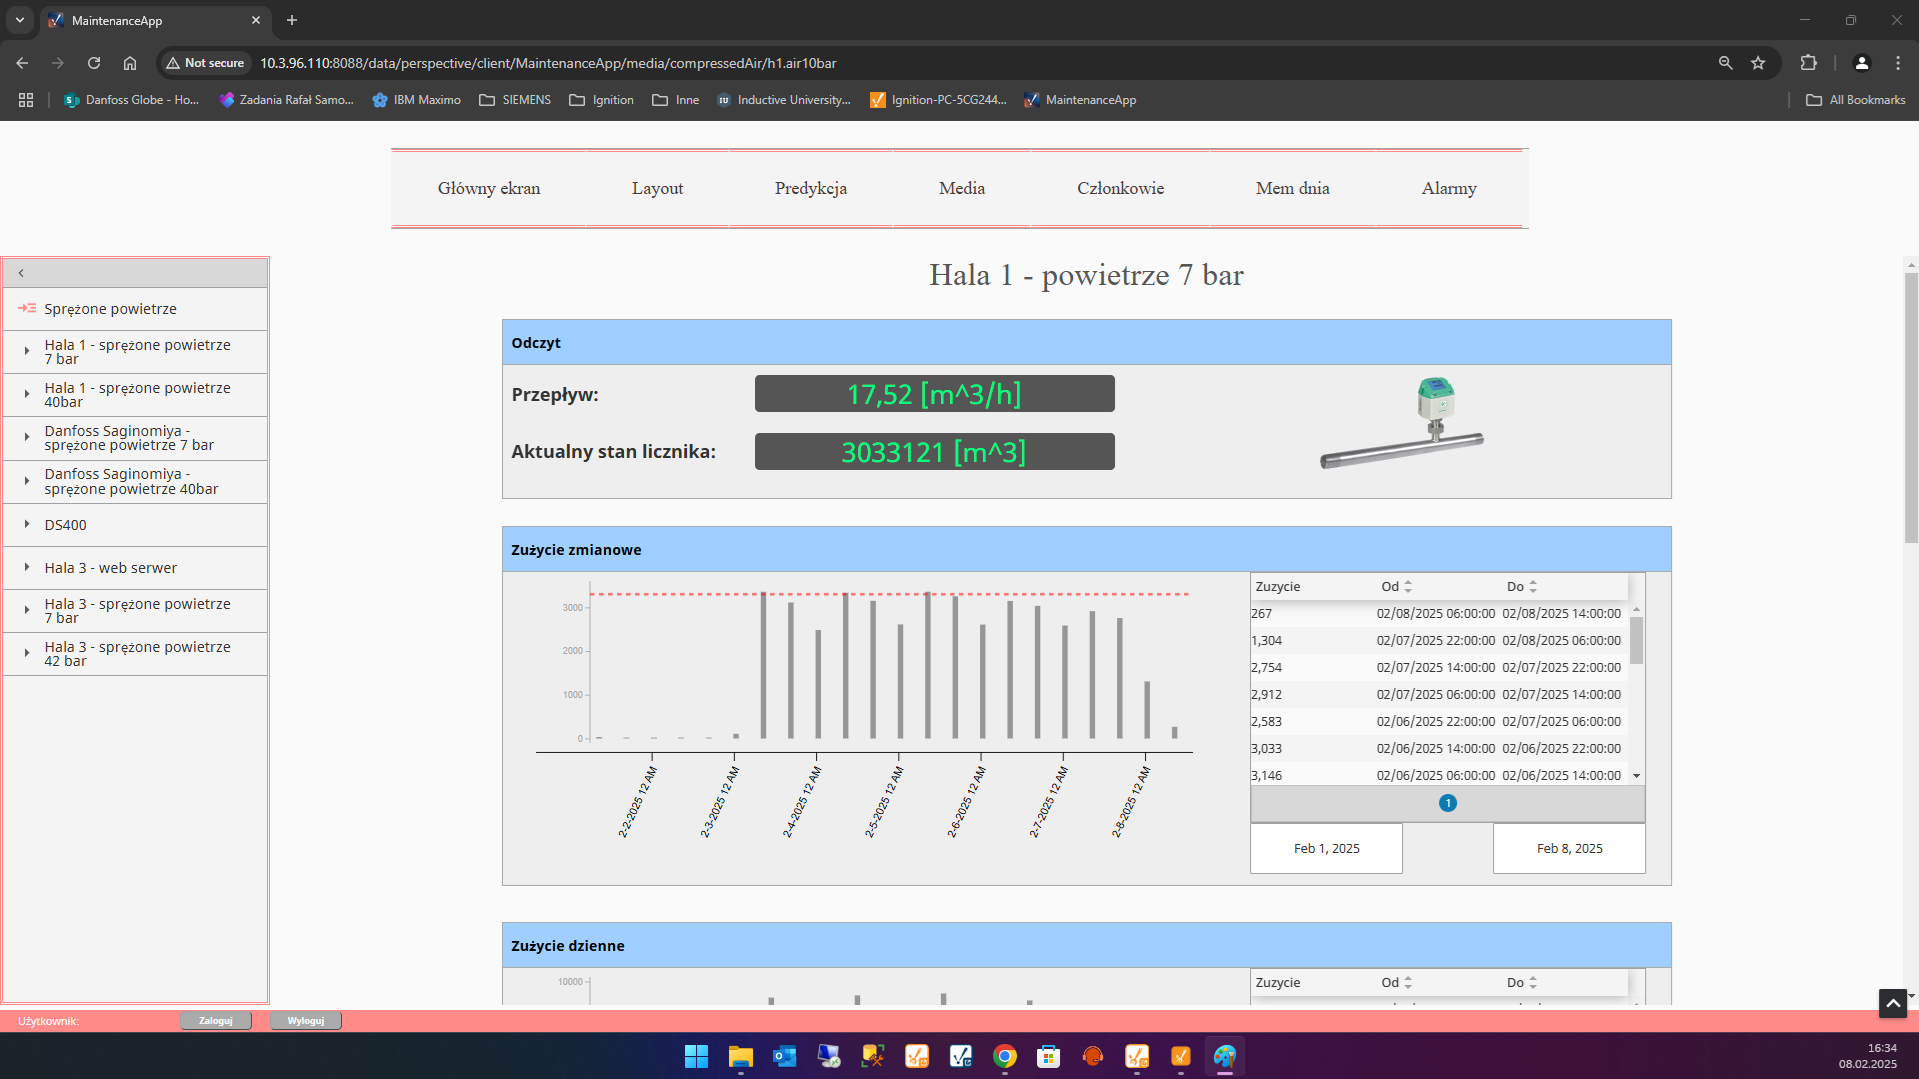 MaintenanceApp
Not secure
10.3.96.110:8088/data/perspective/client/MaintenanceApp/media/compressedAir/h1.air10bar
Danfoss Globe - Ho...
Zadania Rafał Samo...
IBM Maximo
SIEMENS
Ignition
Inne
Inductive University...
Ignition-PC-5CG244...
MaintenanceApp
All Bookmarks
Główny ekran
Layout
Predykcja
Media
Członkowie
Mem dnia
Alarmy
Sprężone powietrze
Hala 1 - sprężone powietrze
7 bar
Hala 1 - sprężone powietrze
40bar
Danfoss Saginomiya -
sprężone powietrze 7 bar
Danfoss Saginomiya -
sprężone powietrze 40bar
DS400
Hala 3 - web serwer
Hala 3 - sprężone powietrze
7 bar
Hala 3 - sprężone powietrze
42 bar
Hala 1 - powietrze 7 bar
Odczyt
Przepływ:
17,52 [m^3/h]
Aktualny stan licznika:
3033121 [m^3]
Zużycie zmianowe
3000
2000
1000
0
2-2-2025 12 AM
2-3-2025 12 AM
2-4-2025 12 AM
2-5-2025 12 AM
2-6-2025 12 AM
2-7-2025 12 AM
2-8-2025 12 AM
Zuzycie Od Do
267 02/08/2025 06:00:00 02/08/2025 14:00:00
1,304 02/07/2025 22:00:00 02/08/2025 06:00:00
2,754 02/07/2025 14:00:00 02/07/2025 22:00:00
2,912 02/07/2025 06:00:00 02/07/2025 14:00:00
2,583 02/06/2025 22:00:00 02/07/2025 06:00:00
3,033 02/06/2025 14:00:00 02/06/2025 22:00:00
3,146 02/06/2025 06:00:00 02/06/2025 14:00:00
1
Feb 1, 2025
Feb 8, 2025
Zużycie dzienne
10000
Zuzycie Od Do
Użytkownik:
Zaloguj
Wyloguj
16:34
08.02.2025